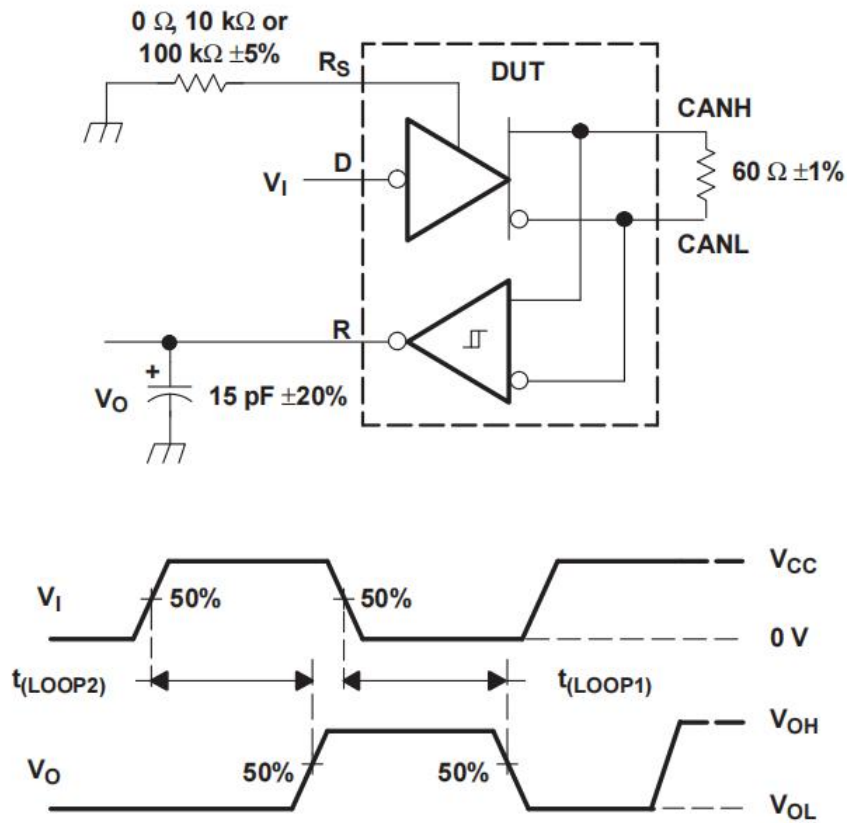 0 Ω, 10 kΩ or
100 kΩ ±5%
RS
DUT
CANH
D
VI
60 Ω ±1%
CANL
R
+
VO
15 pF ±20%
VCC
VI
50%
50%
0 V
t(LOOP2)
t(LOOP1)
VOH
VO
50%
50%
VOL